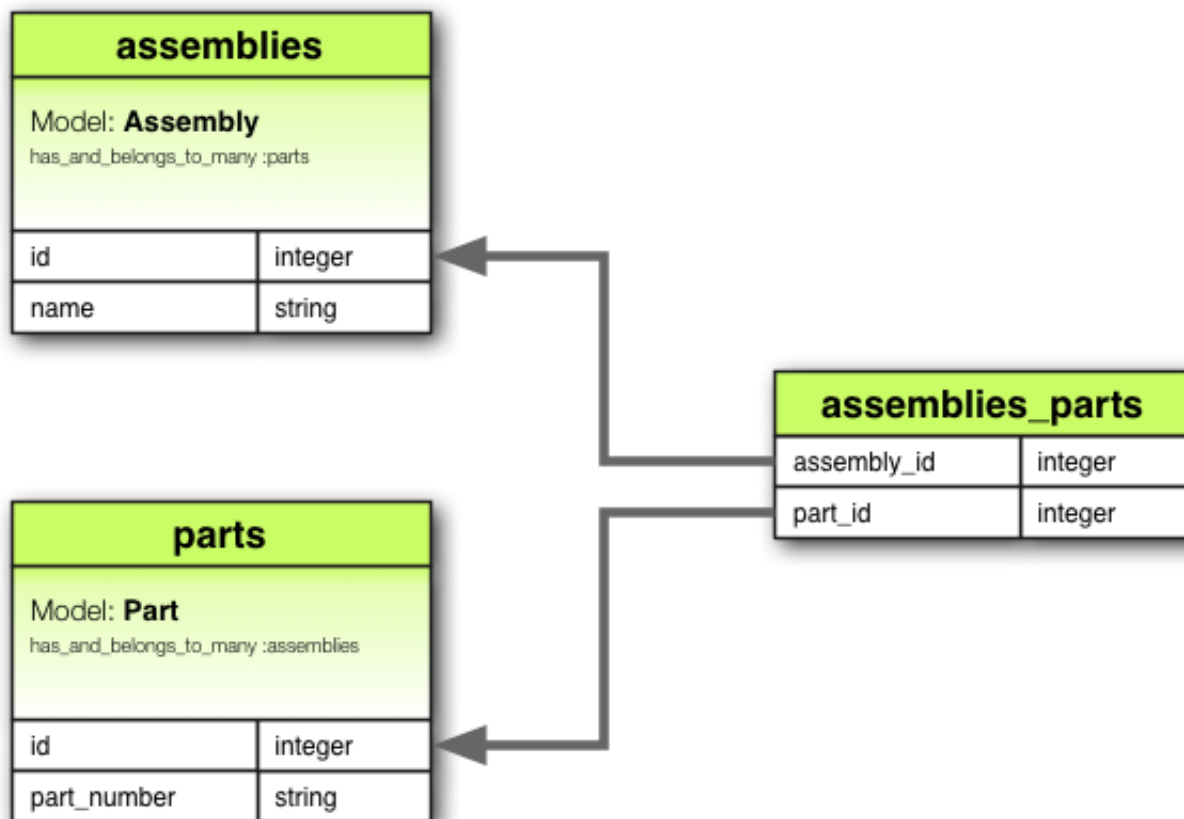 assemblies
Model: Assembly
has_and_belongs_to_many :parts
id integer
name string
assemblies_parts
assembly_id integer
part_id integer
parts
Model: Part
has_and_belongs_to_many :assemblies
id integer
part_number string